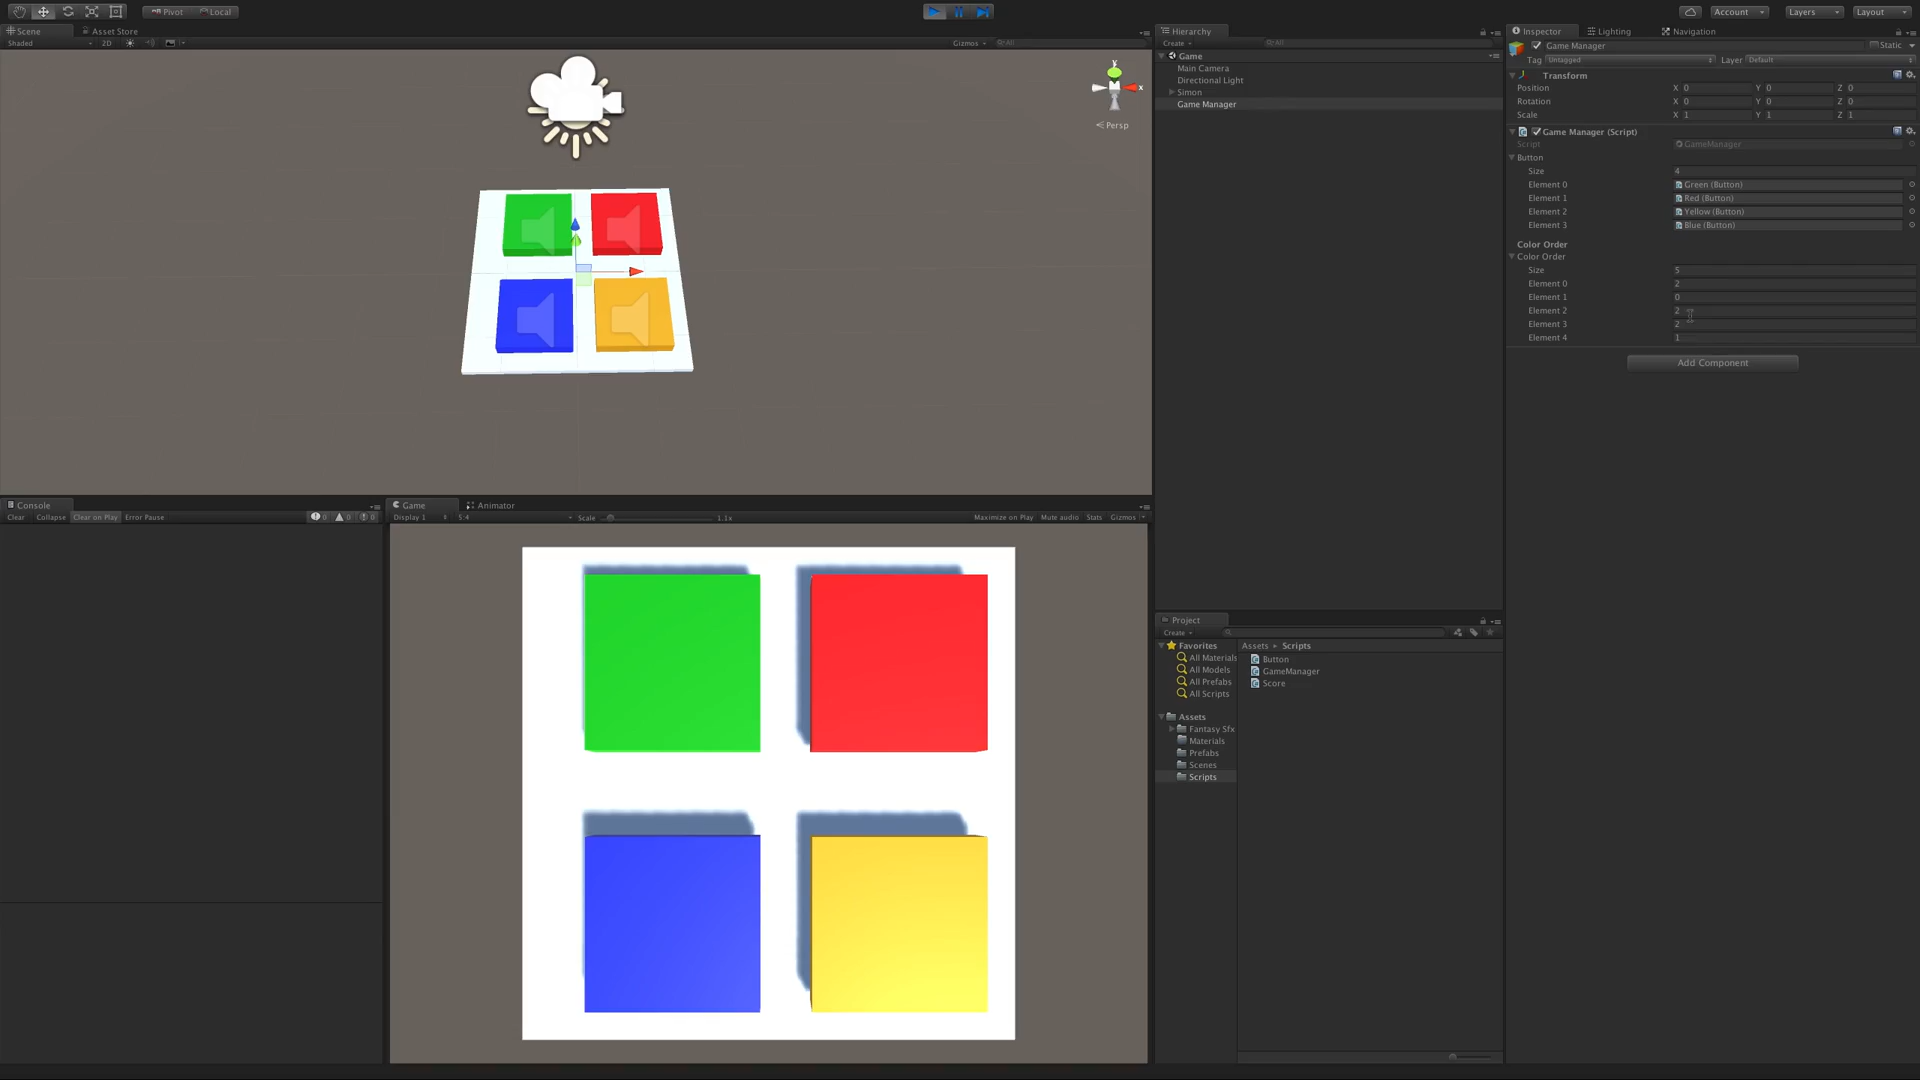 Pivot Local
Account Layers Layout
Scene Asset Store
Shaded 2D Gizmos All
y
x
Persp
Console
Clear Collapse Clear on Play Error Pause 0 0 0
Game Animator
Display 1 5:4 Scale 1.1x Maximize on Play Mute audio Stats Gizmos
Hierarchy
Create All
Game
Main Camera
Directional Light
Simon
Game Manager
Project
Create
Favorites
All Materials
All Models
All Prefabs
All Scripts
Assets
Fantasy Sfx
Materials
Prefabs
Scenes
Scripts
Assets Scripts
Button
GameManager
Score
Inspector Lighting Navigation
Game Manager Static
Tag Untagged Layer Default
Transform
Position X 0 Y 0 Z 0
Rotation X 0 Y 0 Z 0
Scale X 1 Y 1 Z 1
Game Manager (Script)
Script GameManager
Button
Size 4
Element 0 Green (Button)
Element 1 Red (Button)
Element 2 Yellow (Button)
Element 3 Blue (Button)
Color Order
Color Order
Size 5
Element 0 2
Element 1 0
Element 2 2
Element 3 2
Element 4 1
Add Component